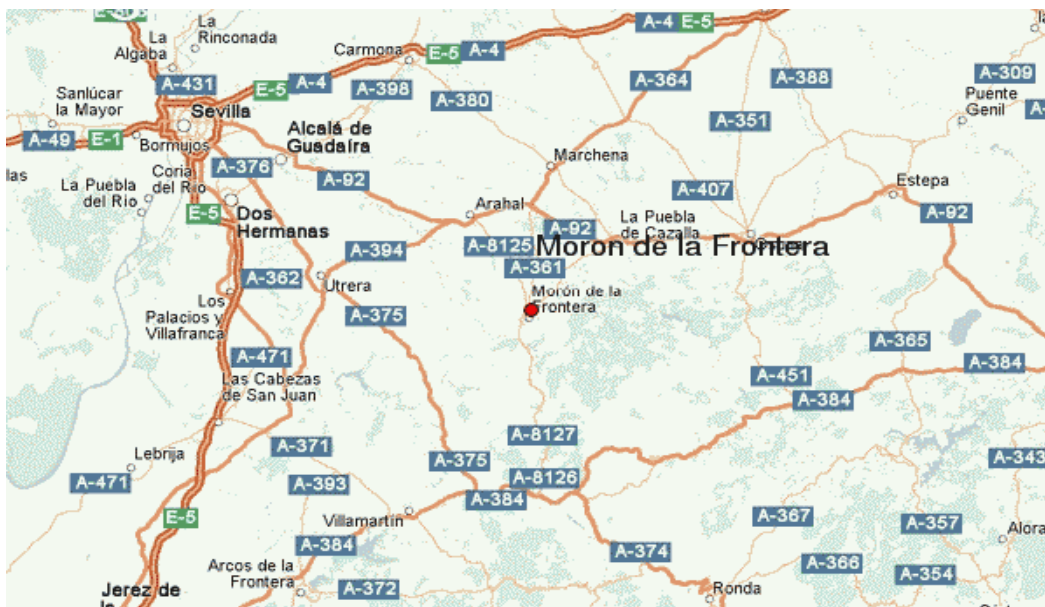 La
Rinconada
A-4
E-5
La
Algaba
Carmona
E-5
A-4
A-364
A-388
A-309
A-431
E-5
A-4
A-398
A-380
Sanlúcar
la Mayor
Puente
Genil
Sevilla
A-351
A-49
E-1
Bormujos
Alcalá de
Guadaíra
Marchena
A-376
Coria
del Río
A-92
La Puebla
del Río
A-407
Estepa
E-5
Dos
Hermanas
Arahal
A-92
La Puebla
de Cazalla
A-92
A-394
A-8125
Moron de la Frontera
A-361
A-362
Utrera
Morón de la
Frontera
Los
Palacios y
Villafranca
A-375
A-365
A-471
A-384
Las Cabezas
de San Juan
A-451
A-384
A-371
A-8127
Lebrija
A-375
A-343
A-471
A-393
A-8126
A-384
E-5
Villamartín
A-367
A-357
Alora
A-384
A-374
A-366
Arcos de la
Frontera
A-372
A-354
Jerez de
Ronda